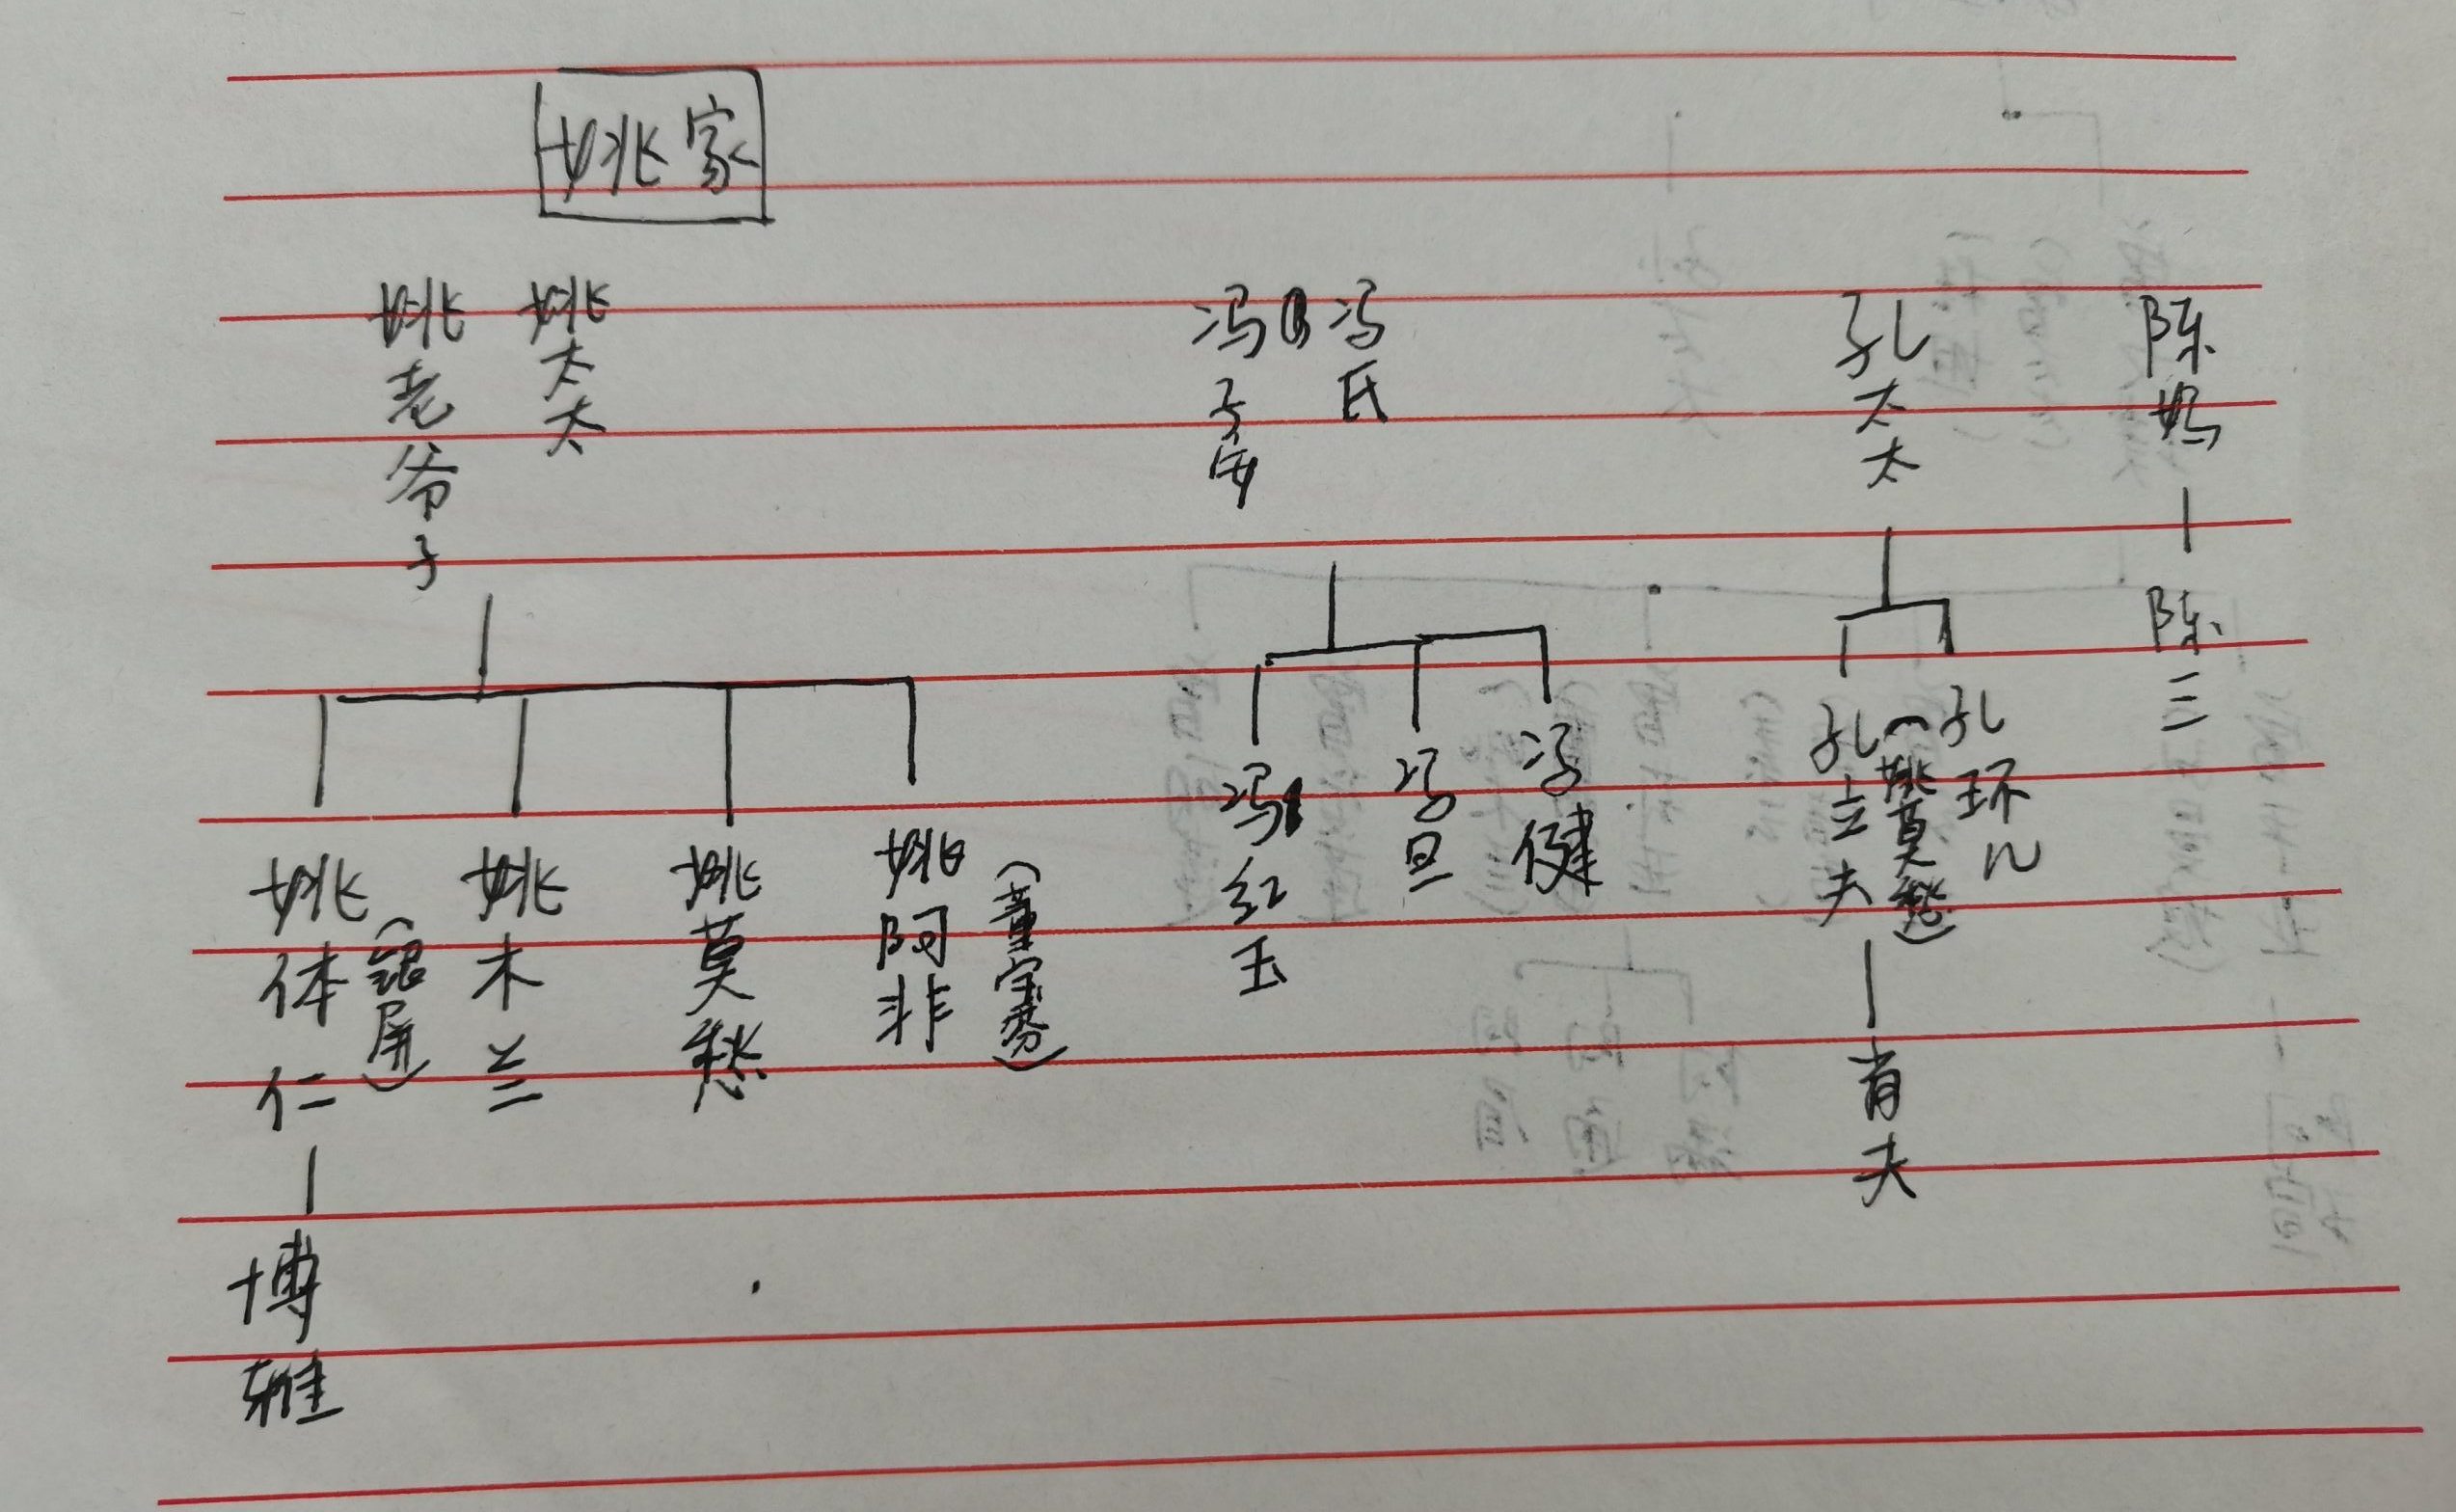 姚家
姚老爷子
姚太太
冯子安
冯氏
孔太太
陈妈
姚体仁
(银屏)
姚木兰
姚莫愁
姚阿非
(董宝芬)
冯红玉
冯旦
冯健
孔立夫
(姚莫愁)
孔环儿
陈三
博雅
肖夫